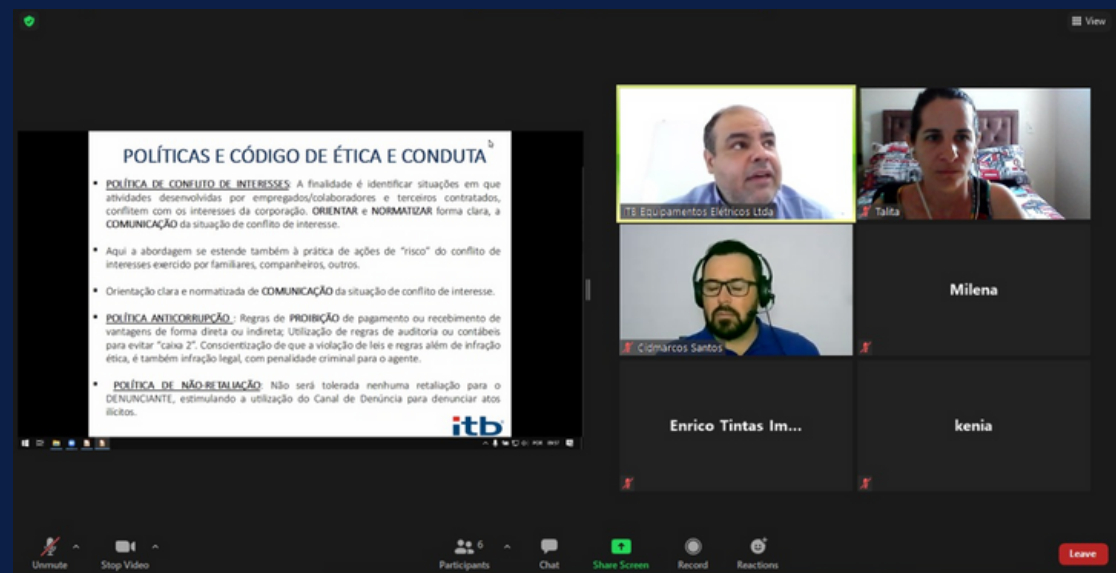 View
POLÍTICAS E CÓDIGO DE ÉTICA E CONDUTA
▪ POLÍTICA DE CONFLITO DE INTERESSES: A finalidade é identificar situações em que
atividades desenvolvidas por empregados/colaboradores e terceiros contratados,
conflitem com os interesses da corporação. ORIENTAR e NORMATIZAR forma clara, a
COMUNICAÇÃO da situação de conflito de interesse.
▪ Aqui a abordagem se estende também à prática de ações de "risco" do conflito de
interesses exercido por familiares, companheiros, outros.
▪ Orientação clara e normatizada de COMUNICAÇÃO da situação de conflito de interesse.
▪ POLÍTICA ANTICORRUPÇÃO : Regras de PROIBIÇÃO de pagamento ou recebimento de
vantagens de forma direta ou indireta; Utilização de regras de auditoria ou contábeis
para evitar "caixa 2". Conscientização de que a violação de leis e regras além de infração
ética, é também infração legal, com penalidade criminal para o agente.
▪ POLÍTICA DE NÃO-RETALIAÇÃO: Não será tolerada nenhuma retaliação para o
DENUNCIANTE, estimulando a utilização do Canal de Denúncia para denunciar atos
ilícitos.
itb
POR 09:57
ITB Equipamentos Elétricos Ltda
Talita
Cidmarcos Santos
Milena
Enrico Tintas Im...
kenia
Unmute
Stop Video
Participants
6
Chat
Share Screen
Record
Reactions
Leave